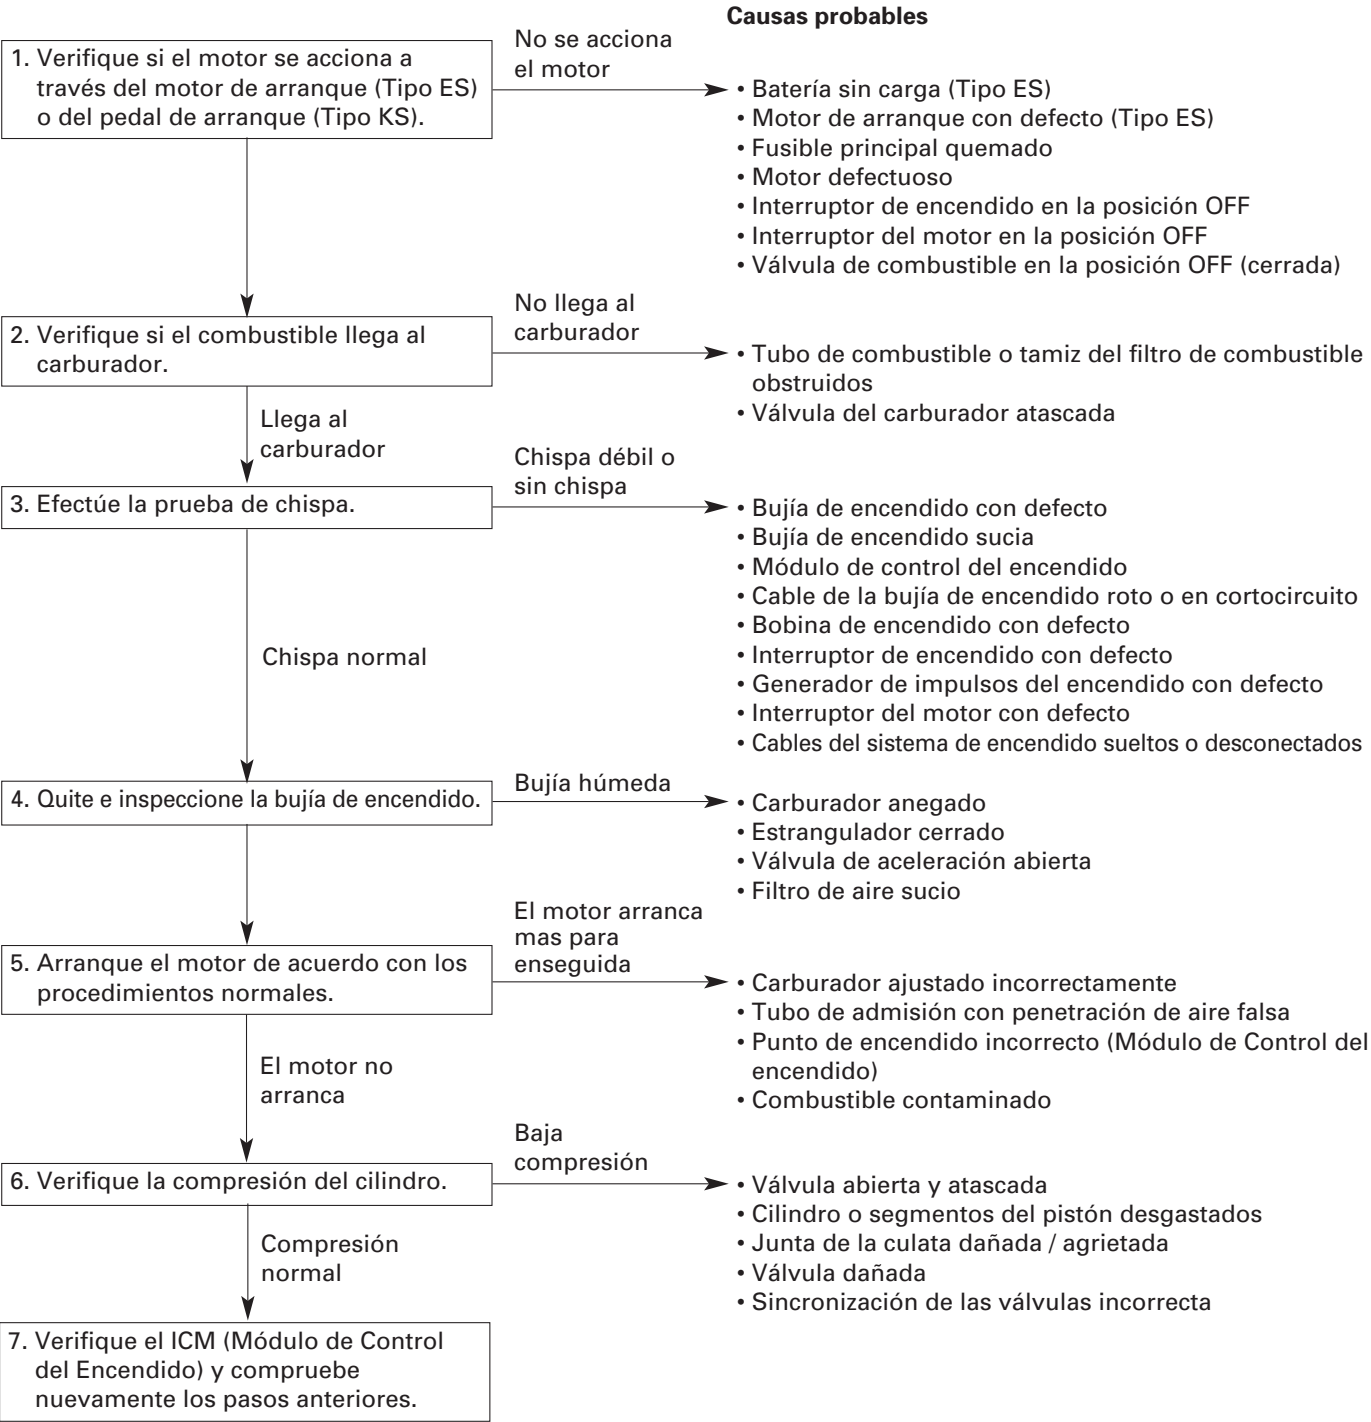 Causas probables
1. Verifique si el motor se acciona a
través del motor de arranque (Tipo ES)
o del pedal de arranque (Tipo KS).
No se acciona
el motor
• Batería sin carga (Tipo ES)
• Motor de arranque con defecto (Tipo ES)
• Fusible principal quemado
• Motor defectuoso
• Interruptor de encendido en la posición OFF
• Interruptor del motor en la posición OFF
• Válvula de combustible en la posición OFF (cerrada)
2. Verifique si el combustible llega al
carburador.
No llega al
carburador
• Tubo de combustible o tamiz del filtro de combustible
obstruidos
• Válvula del carburador atascada
Llega al
carburador
3. Efectúe la prueba de chispa.
Chispa débil o
sin chispa
• Bujía de encendido con defecto
• Bujía de encendido sucia
• Módulo de control del encendido
• Cable de la bujía de encendido roto o en cortocircuito
• Bobina de encendido con defecto
• Interruptor de encendido con defecto
• Generador de impulsos del encendido con defecto
• Interruptor del motor con defecto
• Cables del sistema de encendido sueltos o desconectados
Chispa normal
4. Quite e inspeccione la bujía de encendido.
Bujía húmeda
• Carburador anegado
• Estrangulador cerrado
• Válvula de aceleración abierta
• Filtro de aire sucio
5. Arranque el motor de acuerdo con los
procedimientos normales.
El motor arranca
mas para
enseguida
• Carburador ajustado incorrectamente
• Tubo de admisión con penetración de aire falsa
• Punto de encendido incorrecto (Módulo de Control del
encendido)
• Combustible contaminado
El motor no
arranca
6. Verifique la compresión del cilindro.
Baja
compresión
• Válvula abierta y atascada
• Cilindro o segmentos del pistón desgastados
• Junta de la culata dañada / agrietada
• Válvula dañada
• Sincronización de las válvulas incorrecta
Compresión
normal
7. Verifique el ICM (Módulo de Control
del Encendido) y compruebe
nuevamente los pasos anteriores.